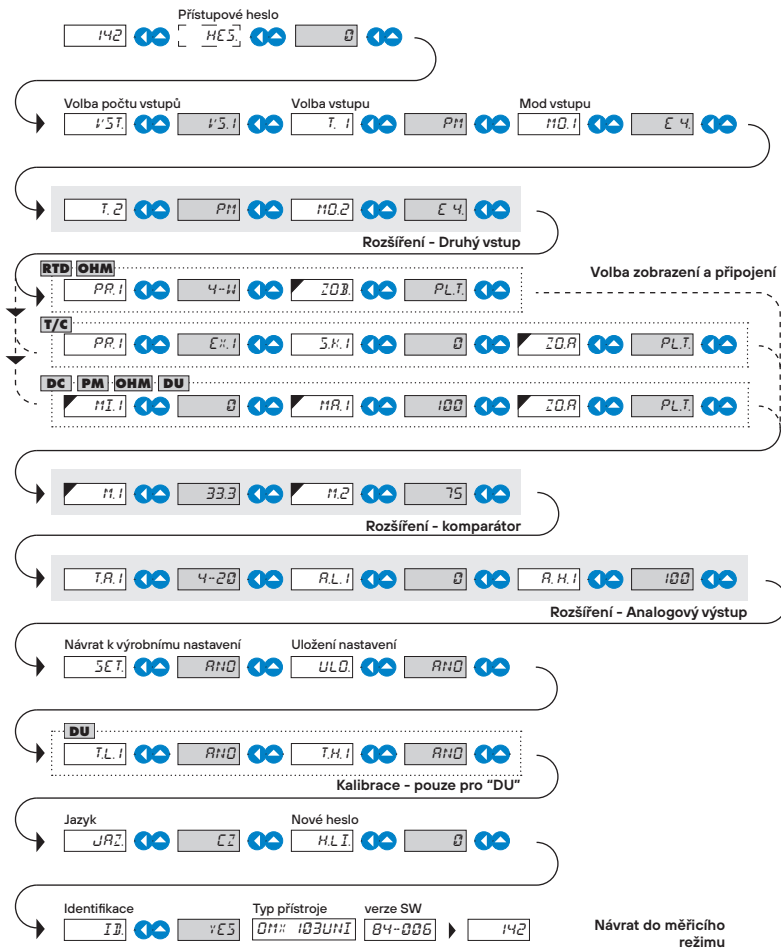 Přístupové heslo
142 HES. 0
Volba počtu vstupů Volba vstupu Mod vstupu
VST. VS.1 T. 1 PM MO.1 E 4.
T. 2 PM MO.2 E 4.
Rozšíření - Druhý vstup
RTD OHM
Volba zobrazení a připojení
PR.1 4-W ZOB. PL.T.
T/C
PR.1 EX.1 S.K.1 0 ZO.A PL.T.
DC PM OHM DU
MI.1 0 MA.1 100 ZO.A PL.T.
M.1 33.3 M.2 75
Rozšíření - komparátor
T.A.1 4-20 A.L.1 0 A.H.1 100
Rozšíření - Analogový výstup
Návrat k výrobnímu nastavení Uložení nastavení
SET. ANO ULO. ANO
DU
T.L.1 ANO T.H.1 ANO
Kalibrace - pouze pro "DU"
Jazyk Nové heslo
JAZ. CZ H.L I. 0
Identifikace Typ přístroje verze SW
ID. YES OMX 103UNI 84-006 142
Návrat do měřicího
režimu